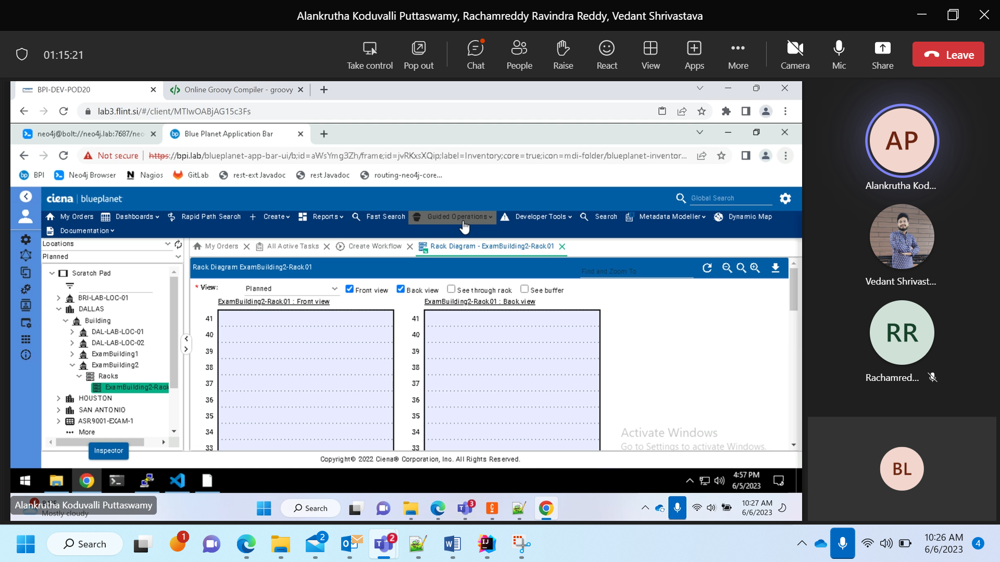 Alankrutha Koduvalli Puttaswamy, Rachamreddy Ravindra Reddy, Vedant Shrivastava
01:15:21
Take control
Pop out
Chat
People
Raise
React
View
Apps
More
Camera
Mic
Share
Leave
BPI-DEV-POD20
Online Groovy Compiler - groovy
lab3.flint.si/#/client/MTIwOABjAG15c3Fs
neo4j@bolt://neo4j.lab:7687/neo
Blue Planet Application Bar
Not secure
https://bpi.lab/blueplanet-app-bar-ui/b;id=aWsYmg3Zh/frame;id=jvRKxsXQip;label=Inventory;core=true;icon=mdi-folder/blueplanet-inventor...
BPI
Neo4j Browser
Nagios
GitLab
rest-ext Javadoc
rest Javadoc
routing-neo4j-core...
ciena | blueplanet
Global Search
My Orders
Dashboards
Rapid Path Search
Create
Reports
Fast Search
Guided Operations
Developer Tools
Search
Metadata Modeller
Dynamic Map
Documentation
Locations
Planned
My Orders
All Active Tasks
Create Workflow
Rack Diagram - ExamBuilding2-Rack01
Scratch Pad
BRI-LAB-LOC-01
DALLAS
Building
DAL-LAB-LOC-01
DAL-LAB-LOC-02
ExamBuilding1
ExamBuilding2
Racks
ExamBuilding2-Rack
HOUSTON
SAN ANTONIO
ASR9001-EXAM-1
More
Inspector
Rack Diagram ExamBuilding2-Rack01
Find and Zoom To
* View:
Planned
Front view
Back view
See through rack
See buffer
ExamBuilding2-Rack01 : Front view
ExamBuilding2-Rack01 : Back view
41
40
39
38
37
36
35
34
33
41
40
39
38
37
36
35
34
33
Activate Windows
Go to Settings to activate Windows.
Copyright© 2022 Ciena® Corporation, Inc. All Rights Reserved.
4:57 PM
6/5/2023
Alankrutha Koduvalli Puttaswamy
Mostly cloudy
Search
3
10:27 AM
6/6/2023
AP
Alankrutha Kod...
Vedant Shrivast...
RR
Rachamred...
BL
Search
1
2
2
10:26 AM
6/6/2023
4